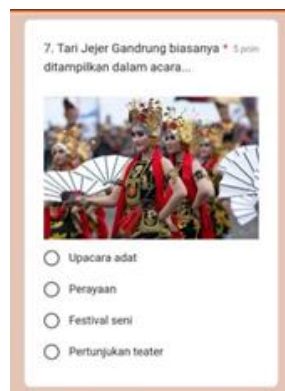 7. Tari Jejer Gandrung biasanya * 5 poin
ditampilkan dalam acara...
Upacara adat
Perayaan
Festival seni
Pertunjukan teater